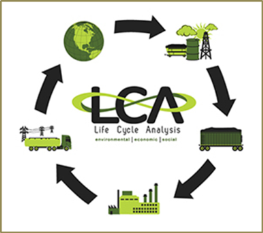 LCA
Life Cycle Analysis
environmental | economic | social